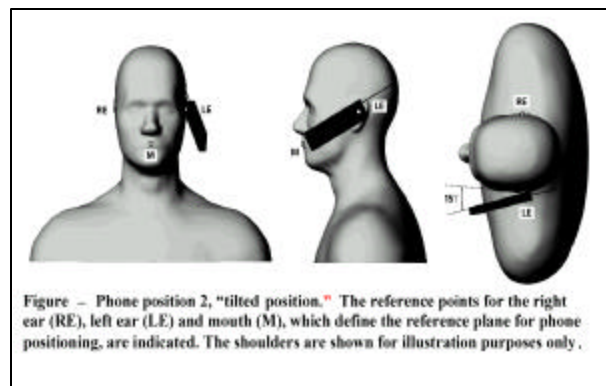 RE LE M
LE M
RE
15°
LE
Figure – Phone position 2, “tilted position.” The reference points for the right
ear (RE), left ear (LE) and mouth (M), which define the reference plane for phone
positioning, are indicated. The shoulders are shown for illustration purposes only.